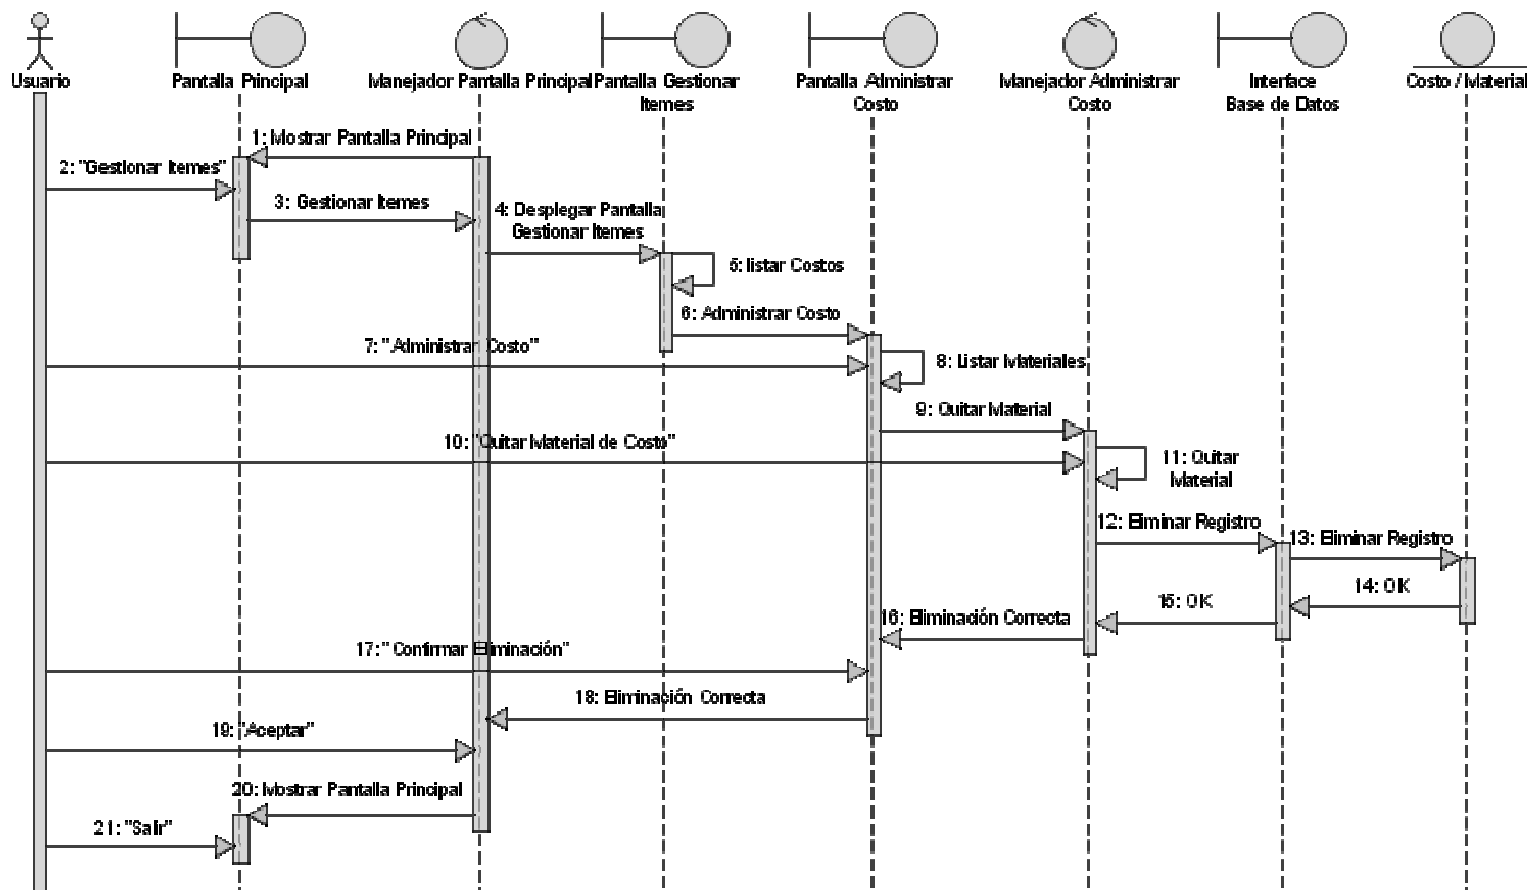 Usuario
Pantalla Principal
Manejador Pantalla Principal
Pantalla Gestionar
Itemes
Pantalla Administrar
Costo
Manejador Administrar
Costo
Interface
Base de Datos
Costo / Material
1: Mostrar Pantalla Principal
2: "Gestionar Itemes"
3: Gestionar Itemes
4: Desplegar Pantalla
Gestionar Itemes
5: listar Costos
6: Administrar Costo
7: "Administrar Costo"
8: Listar Materiales
9: Quitar Material
10: "Quitar Material de Costo"
11: Quitar
Material
12: Eliminar Registro
13: Eliminar Registro
14: OK
15: OK
16: Eliminación Correcta
17: " Confirmar Eliminación"
18: Eliminación Correcta
19: "Aceptar"
20: Mostrar Pantalla Principal
21: "Salir"